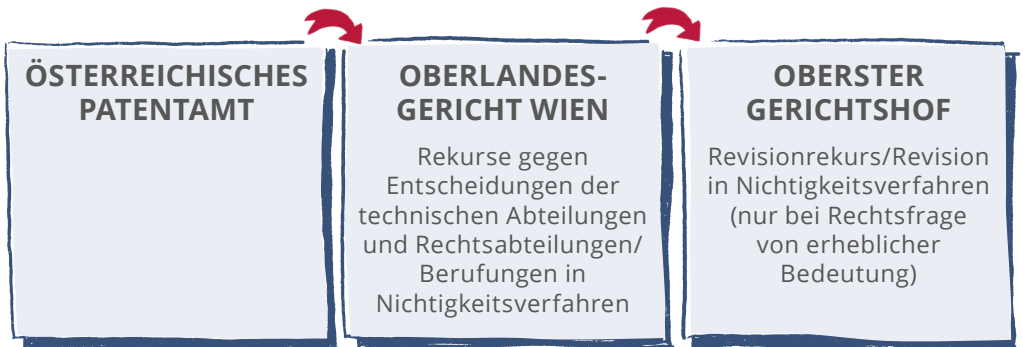 ÖSTERREICHISCHES
PATENTAMT
OBERLANDES-
GERICHT WIEN
Rekurse gegen
Entscheidungen der
technischen Abteilungen
und Rechtsabteilungen/
Berufungen in
Nichtigkeitsverfahren
OBERSTER
GERICHTSHOF
Revisionrekurs/Revision
in Nichtigkeitsverfahren
(nur bei Rechtsfrage
von erheblicher
Bedeutung)